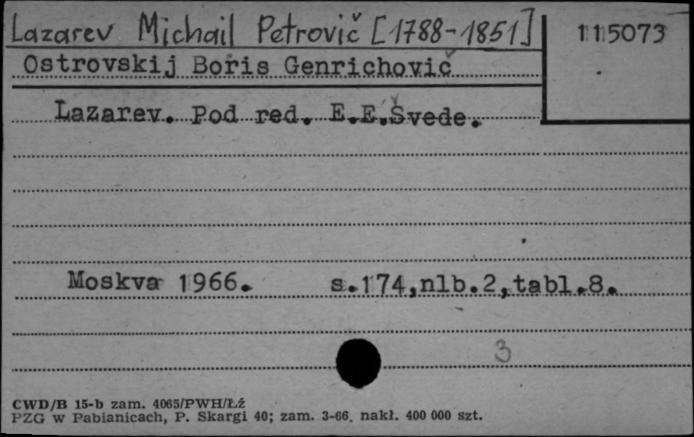 Lazarev Michail Petrovič [1788-1851]
115073
Ostrovskij Boris Genrichovič
Lazarev. Pod red. E.E.Švede.
Moskva 1966. s.174,nlb.2,tabl.8.
3
CWD/B 15-b zam. 4065/PWH/Łź
PZG w Pabianicach, P. Skargi 40; zam. 3-66. nakł. 400 000 szt.